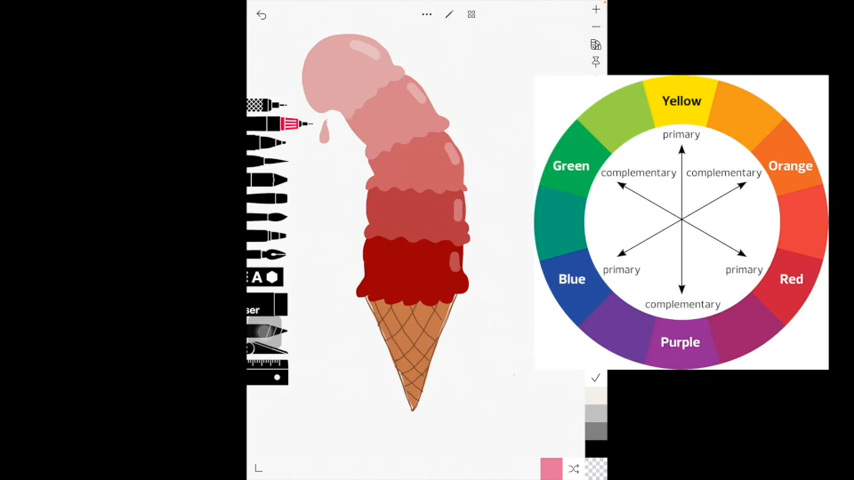 Yellow
primary
Green
Orange
complementary
complementary
primary
primary
Blue
Red
complementary
Purple
A
ser